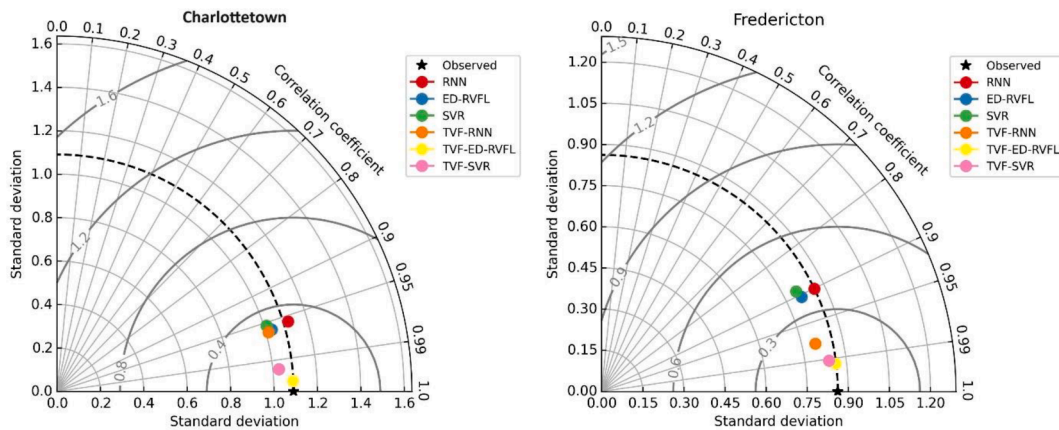 Charlottetown
0.0 0.1 0.2 0.3 0.4 0.5 0.6 0.7 0.8 0.9 0.95 0.99 1.0
Correlation coefficient
1.6
1.4
1.2
1.0
0.8
0.6
0.4
0.2
0.0
Standard deviation
1.6
1.2
0.8
0.4
0.0 0.2 0.4 0.6 0.8 1.0 1.2 1.4 1.6
Standard deviation
Observed
RNN
ED-RVFL
SVR
TVF-RNN
TVF-ED-RVFL
TVF-SVR
Fredericton
0.0 0.1 0.2 0.3 0.4 0.5 0.6 0.7 0.8 0.9 0.95 0.99 1.0
Correlation coefficient
1.20
1.05
0.90
0.75
0.60
0.45
0.30
0.15
0.00
Standard deviation
1.5
1.2
0.9
0.6
0.3
0.00 0.15 0.30 0.45 0.60 0.75 0.90 1.05 1.20
Standard deviation
Observed
RNN
ED-RVFL
SVR
TVF-RNN
TVF-ED-RVFL
TVF-SVR